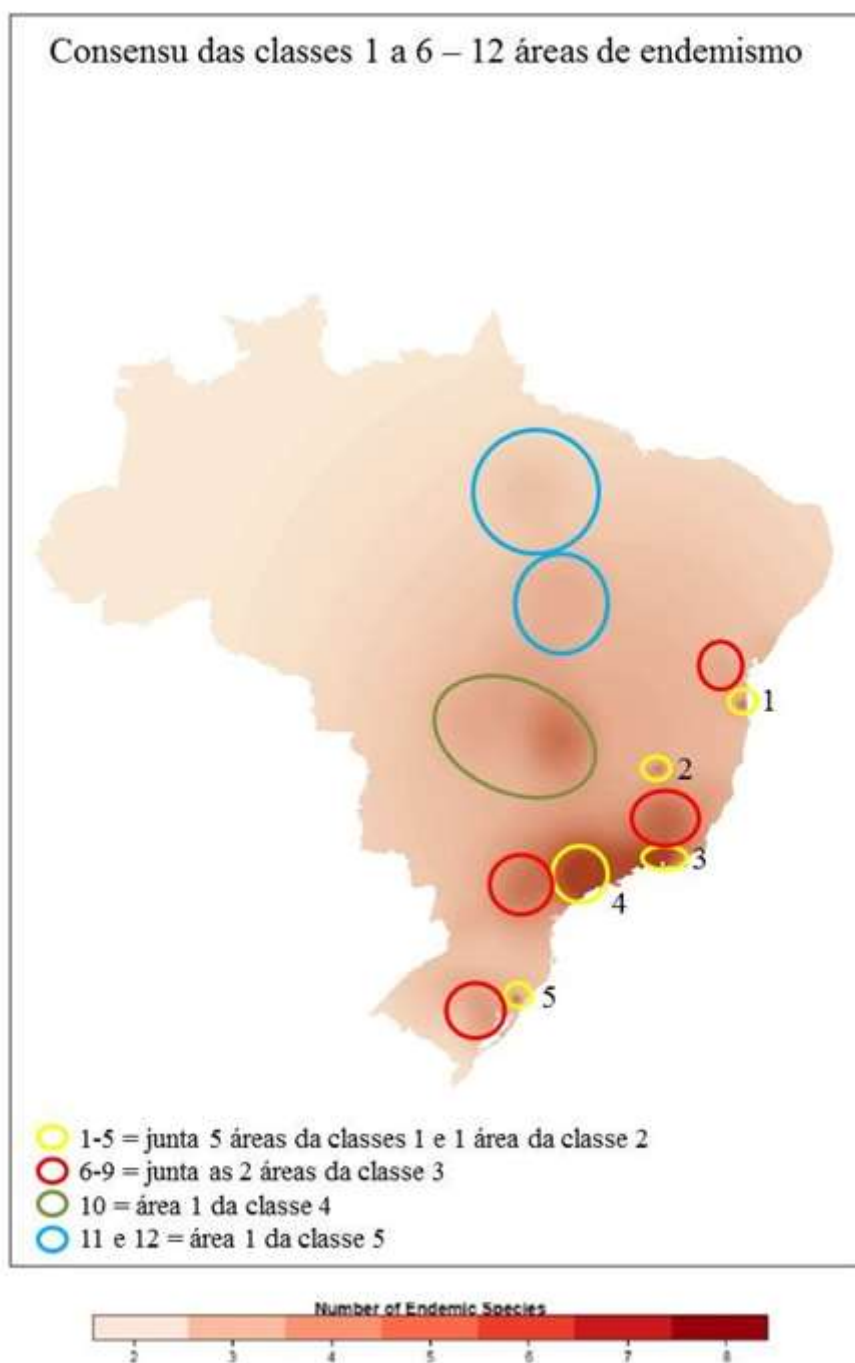 Consensu das classes 1 a 6 – 12 áreas de endemismo
1
2
3
4
5
1-5 = junta 5 áreas da classes 1 e 1 área da classe 2
6-9 = junta as 2 áreas da classe 3
10 = área 1 da classe 4
11 e 12 = área 1 da classe 5
Number of Endemic Species
2 3 4 5 6 7 8